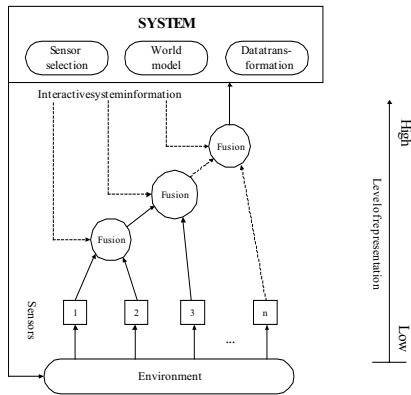 SYSTEM
Sensor
selection
World
model
Datatrans-
formation
Interactivesysteminformation
Fusion
Fusion
Fusion
High
Levelofrepresentation
Low
Sensors
1
2
3
...
n
Environment